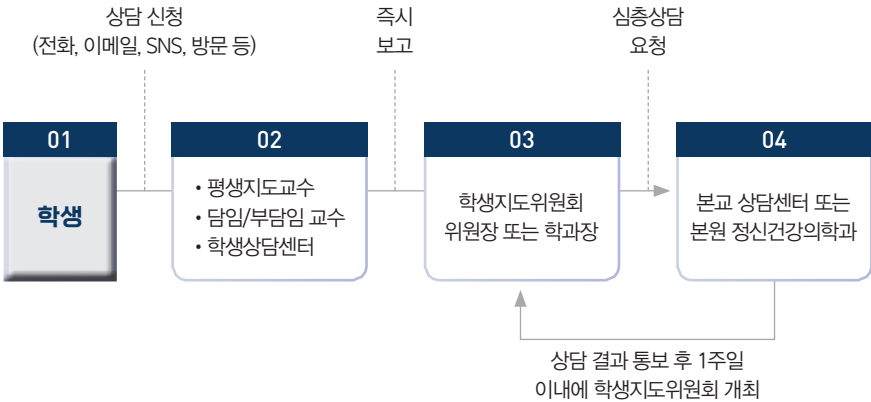 상담 신청
(전화, 이메일, SNS, 방문 등)
즉시
보고
심층상담
요청
01
학생
02
• 평생지도교수
• 담임/부담임 교수
• 학생상담센터
03
학생지도위원회
위원장 또는 학과장
04
본교 상담센터 또는
본원 정신건강의학과
상담 결과 통보 후 1주일
이내에 학생지도위원회 개최